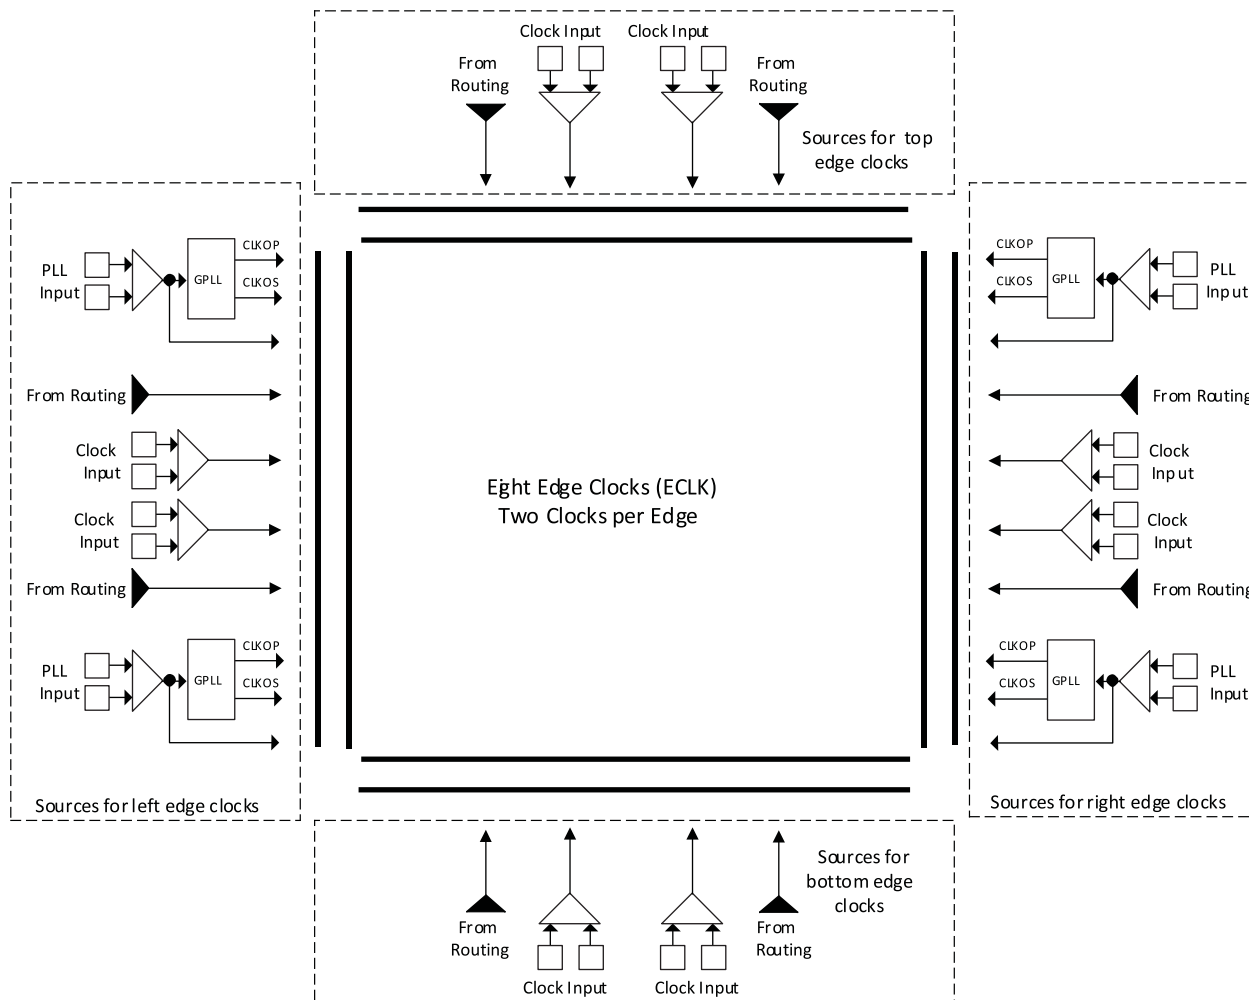 Clock Input
Clock Input
From
Routing
From
Routing
Sources for top
edge clocks
PLL
Input
GPLL
CLKOP
CLKOS
From Routing
Clock
Input
Clock
Input
From Routing
PLL
Input
GPLL
CLKOP
CLKOS
Sources for left edge clocks
Eight Edge Clocks (ECLK)
Two Clocks per Edge
CLKOP
CLKOS
GPLL
PLL
Input
From Routing
Clock
Input
Clock
Input
From Routing
CLKOP
CLKOS
GPLL
PLL
Input
Sources for right edge clocks
From
Routing
From
Routing
Sources for
bottom edge
clocks
Clock Input
Clock Input